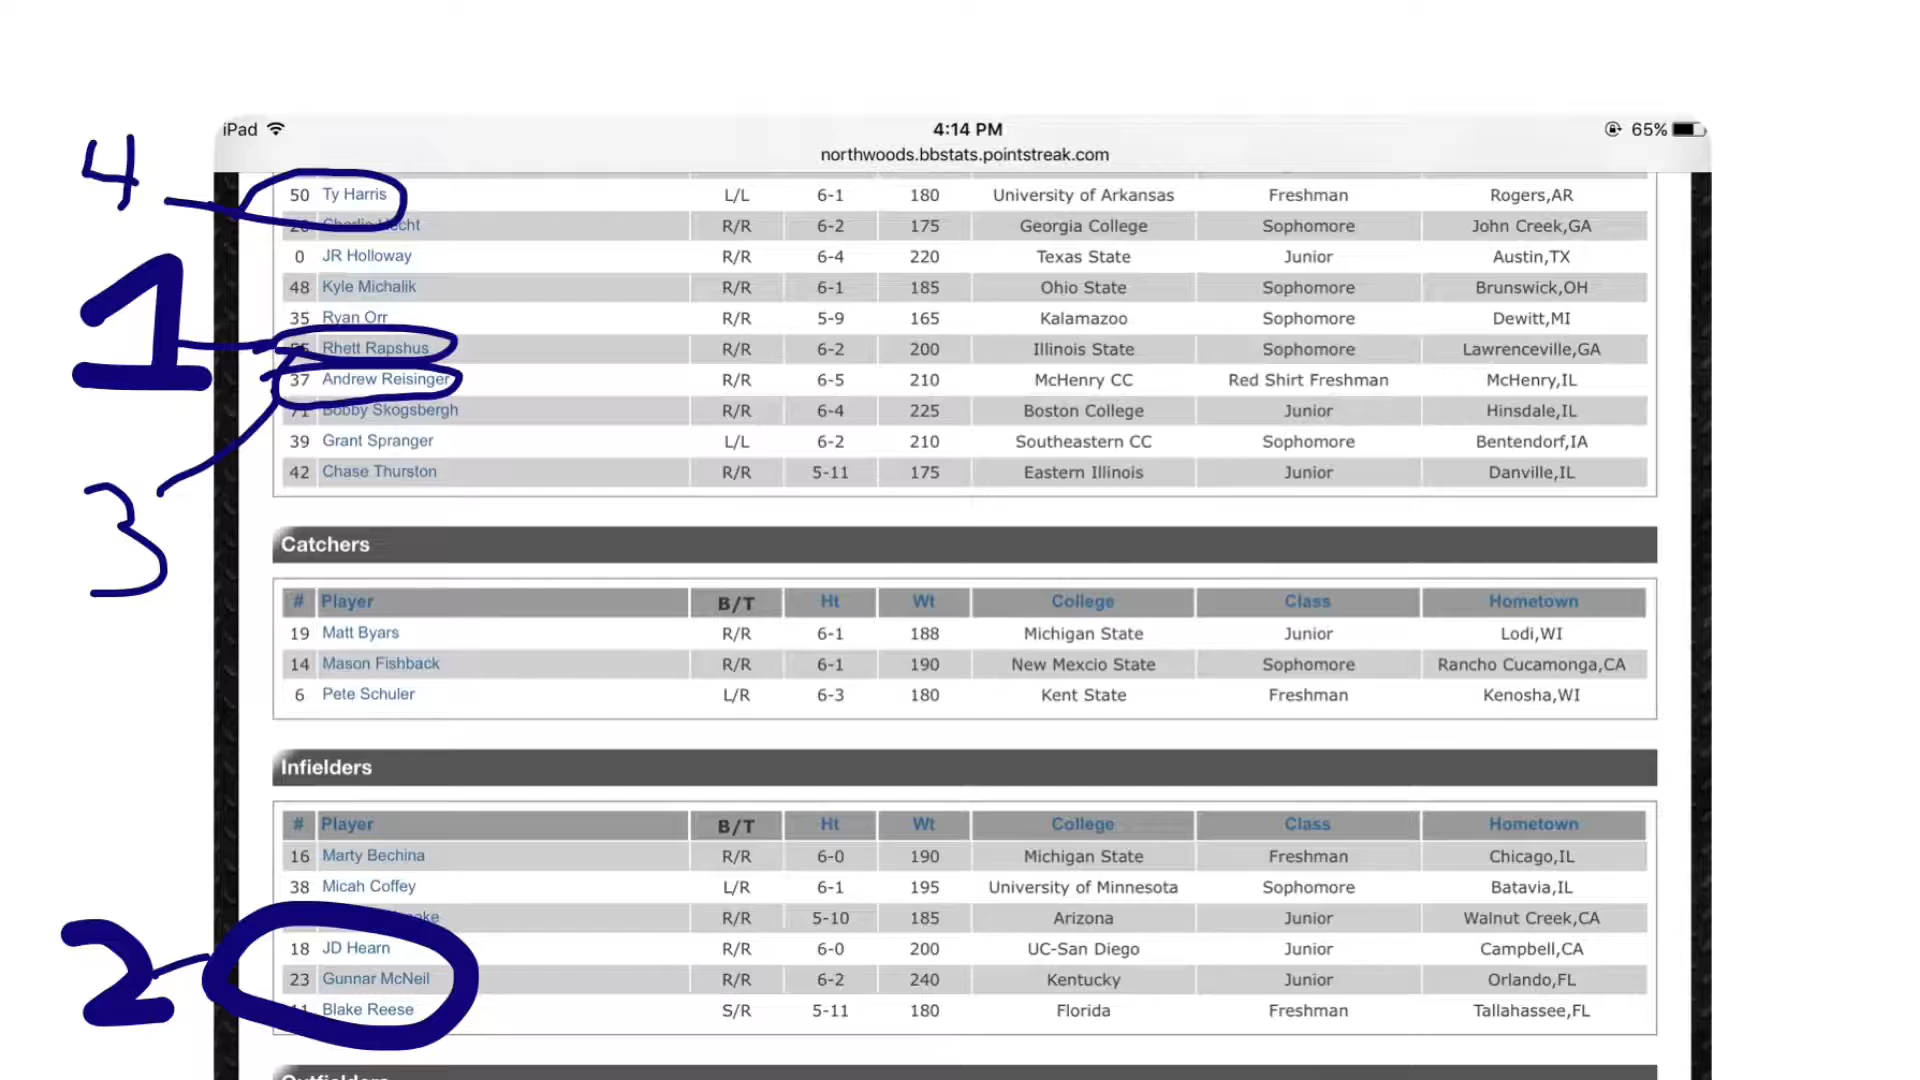 iPad 4:14 PM 65%
northwoods.bbstats.pointstreak.com
4
50 Ty Harris L/L 6-1 180 University of Arkansas Freshman Rogers,AR
R/R 6-2 175 Georgia College Sophomore John Creek,GA
0 JR Holloway R/R 6-4 220 Texas State Junior Austin,TX
1
48 Kyle Michalik R/R 6-1 185 Ohio State Sophomore Brunswick,OH
35 Ryan Orr R/R 5-9 165 Kalamazoo Sophomore Dewitt,MI
Rhett Rapshus R/R 6-2 200 Illinois State Sophomore Lawrenceville,GA
37 Andrew Reisinger R/R 6-5 210 McHenry CC Red Shirt Freshman McHenry,IL
71 Bobby Skogsbergh R/R 6-4 225 Boston College Junior Hinsdale,IL
39 Grant Spranger L/L 6-2 210 Southeastern CC Sophomore Bentendorf,IA
42 Chase Thurston R/R 5-11 175 Eastern Illinois Junior Danville,IL
3
Catchers
# Player B/T Ht Wt College Class Hometown
19 Matt Byars R/R 6-1 188 Michigan State Junior Lodi,WI
14 Mason Fishback R/R 6-1 190 New Mexcio State Sophomore Rancho Cucamonga,CA
6 Pete Schuler L/R 6-3 180 Kent State Freshman Kenosha,WI
Infielders
# Player B/T Ht Wt College Class Hometown
16 Marty Bechina R/R 6-0 190 Michigan State Freshman Chicago,IL
38 Micah Coffey L/R 6-1 195 University of Minnesota Sophomore Batavia,IL
R/R 5-10 185 Arizona Junior Walnut Creek,CA
2
18 JD Hearn R/R 6-0 200 UC-San Diego Junior Campbell,CA
23 Gunnar McNeil R/R 6-2 240 Kentucky Junior Orlando,FL
Blake Reese S/R 5-11 180 Florida Freshman Tallahassee,FL